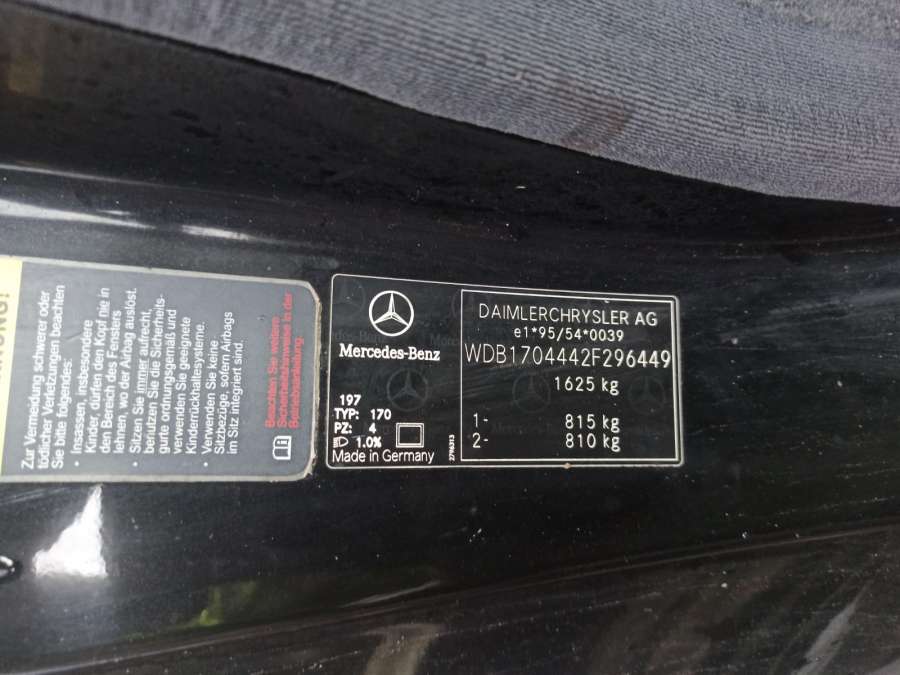 NUNG!
Zur Vermeidung schwerer oder
tödlicher Verletzungen beachten
Sie bitte folgendes:
• Insassen, insbesondere
Kinder, dürfen den Kopf nie in
den Bereich des Fensters
lehnen, wo der Airbag auslöst.
• Sitzen Sie immer aufrecht,
benutzen Sie die Sicherheits-
gurte ordnungsgemäß und
verwenden Sie geeignete
Kinderrückhaltesysteme.
• Verwenden Sie keine
Sitzbezüge, sofern Airbags
im Sitz integriert sind.
Beachten Sie weitere
Sicherheitshinweise in der
Betriebsanleitung.
Mercedes-Benz
197
TYP: 170
PZ: 4
1.0%
Made in Germany
2796313
DAIMLERCHRYSLER AG
e1*95/54*0039
WDB1704442F296449
1625 kg
1- 815 kg
2- 810 kg